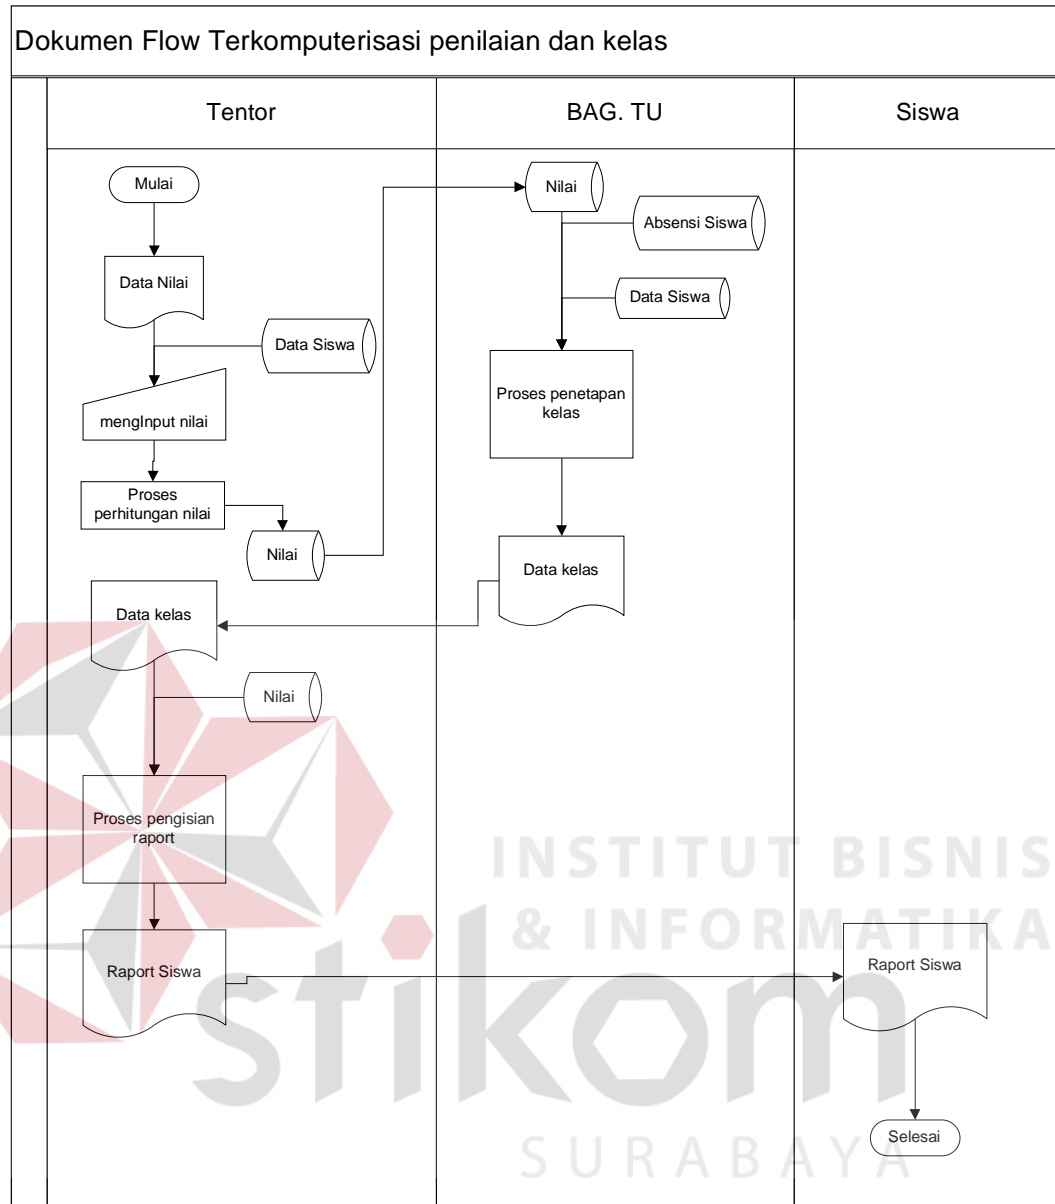 Dokumen Flow Terkomputerisasi penilaian dan kelas
Tentor
BAG. TU
Siswa
Mulai
Data Nilai
Data Siswa
mengInput nilai
Proses
perhitungan nilai
Nilai
Nilai
Absensi Siswa
Data Siswa
Proses penetapan
kelas
Data kelas
Data kelas
Nilai
Proses pengisian
raport
Raport Siswa
Raport Siswa
Selesai
INSTITUT BISNIS
& INFORMATIKA
stikom
SURABAYA